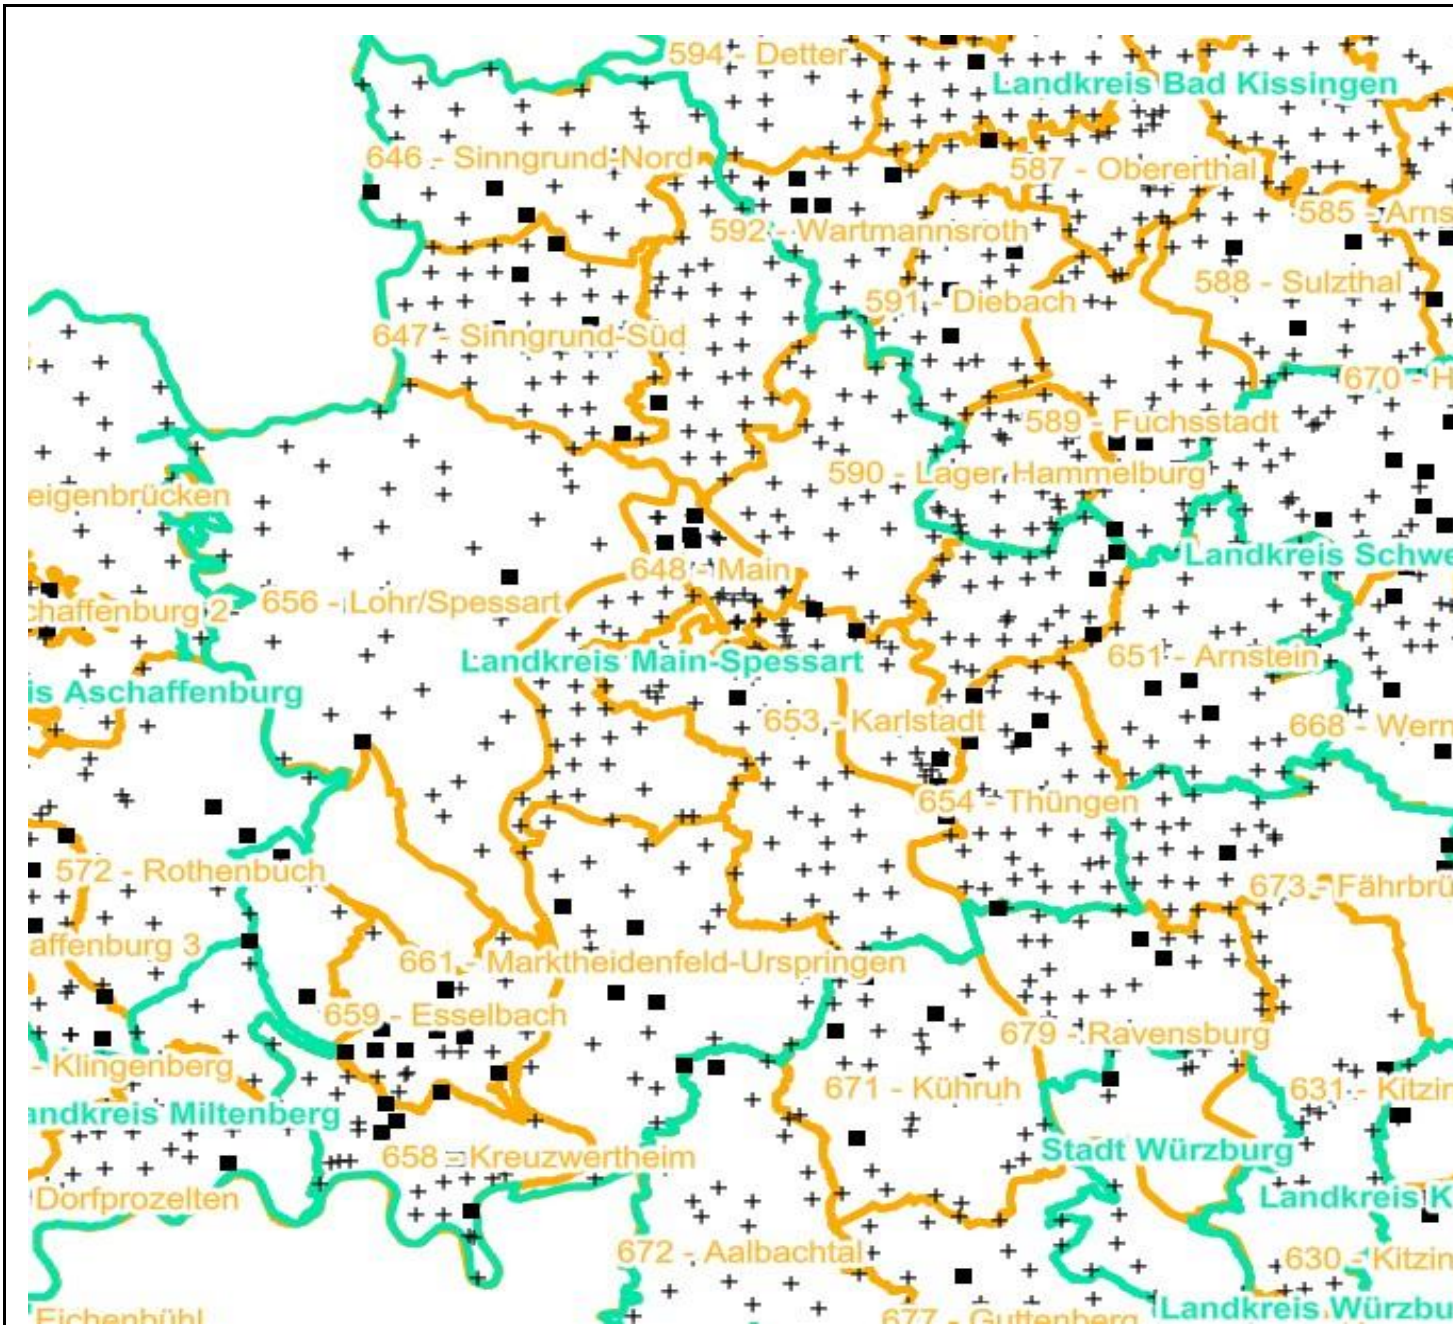 594 - Detter
Landkreis Bad Kissingen
646 - Sinngrund-Nord
587 - Obererthal
585 - Arns
592 - Wartmannsroth
588 - Sulzthal
591 - Diebach
647 - Sinngrund-Süd
670 - H
589 - Fuchsstadt
590 - Lager Hammelburg
eigenbrücken
Landkreis Schwe
648 - Main
chaffenburg 2
656 - Lohr/Spessart
651 - Arnstein
Landkreis Main-Spessart
is Aschaffenburg
653 - Karlstadt
668 - Wern
654 - Thüngen
572 - Rothenbuch
673 - Fährbrü
affenburg 3
661 - Marktheidenfeld-Urspringen
659 - Esselbach
679 - Ravensburg
- Klingenberg
671 - Kühruh
631 - Kitzin
andkreis Miltenberg
Stadt Würzburg
658 - Kreuzwertheim
Dorfprozelten
Landkreis K
672 - Aalbachtal
630 - Kitzin
Landkreis Würzbu
Eichenbühl
677 - Guttenberg